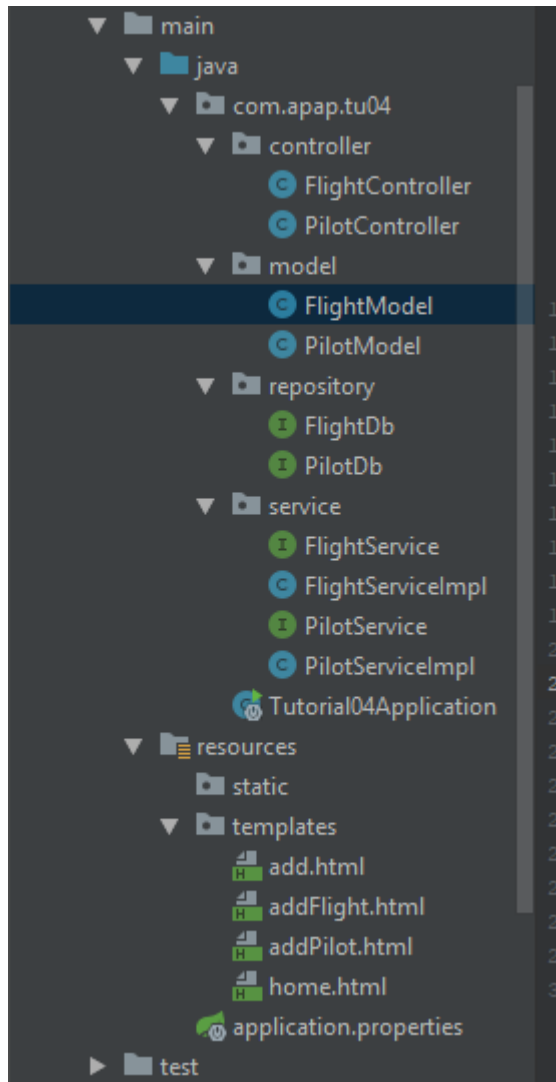 main
java
com.apap.tu04
controller
FlightController
PilotController
model
FlightModel
PilotModel
repository
FlightDb
PilotDb
service
FlightService
FlightServiceImpl
PilotService
PilotServiceImpl
Tutorial04Application
resources
static
templates
add.html
addFlight.html
addPilot.html
home.html
application.properties
test